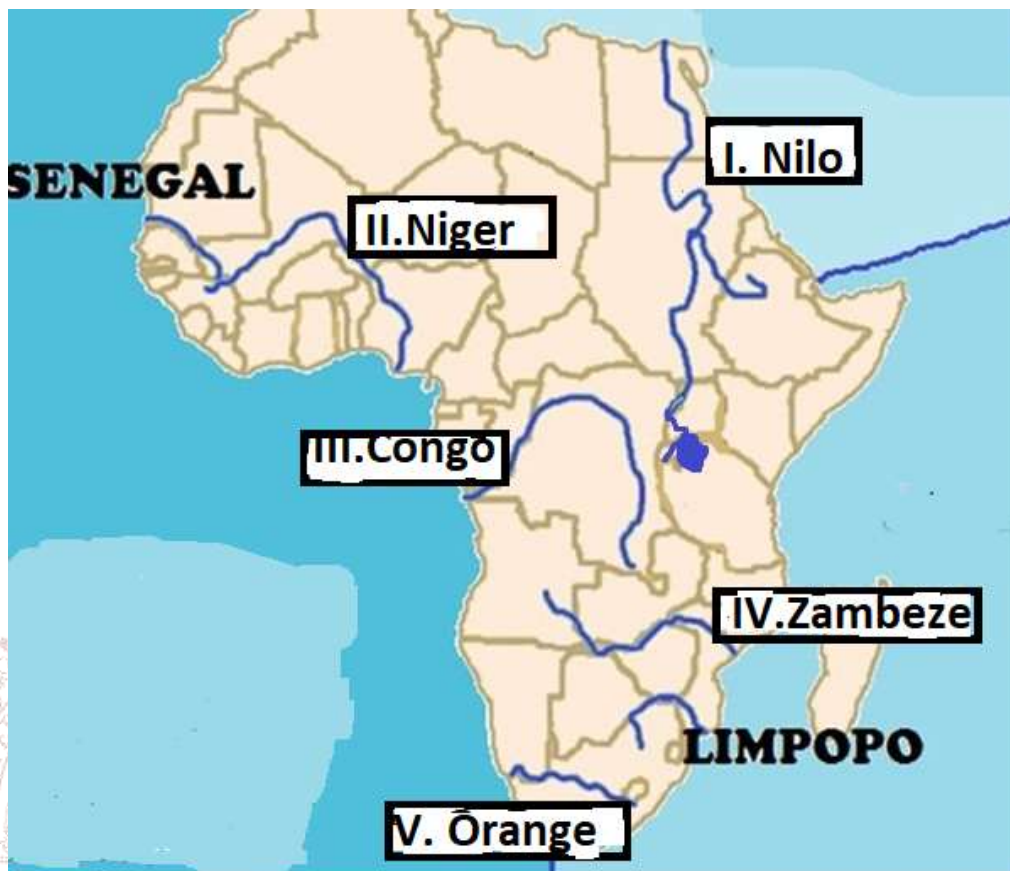 I. Nilo
SENEGAL
II.Niger
III.Congo
IV.Zambeze
LIMPOPO
V. Orange